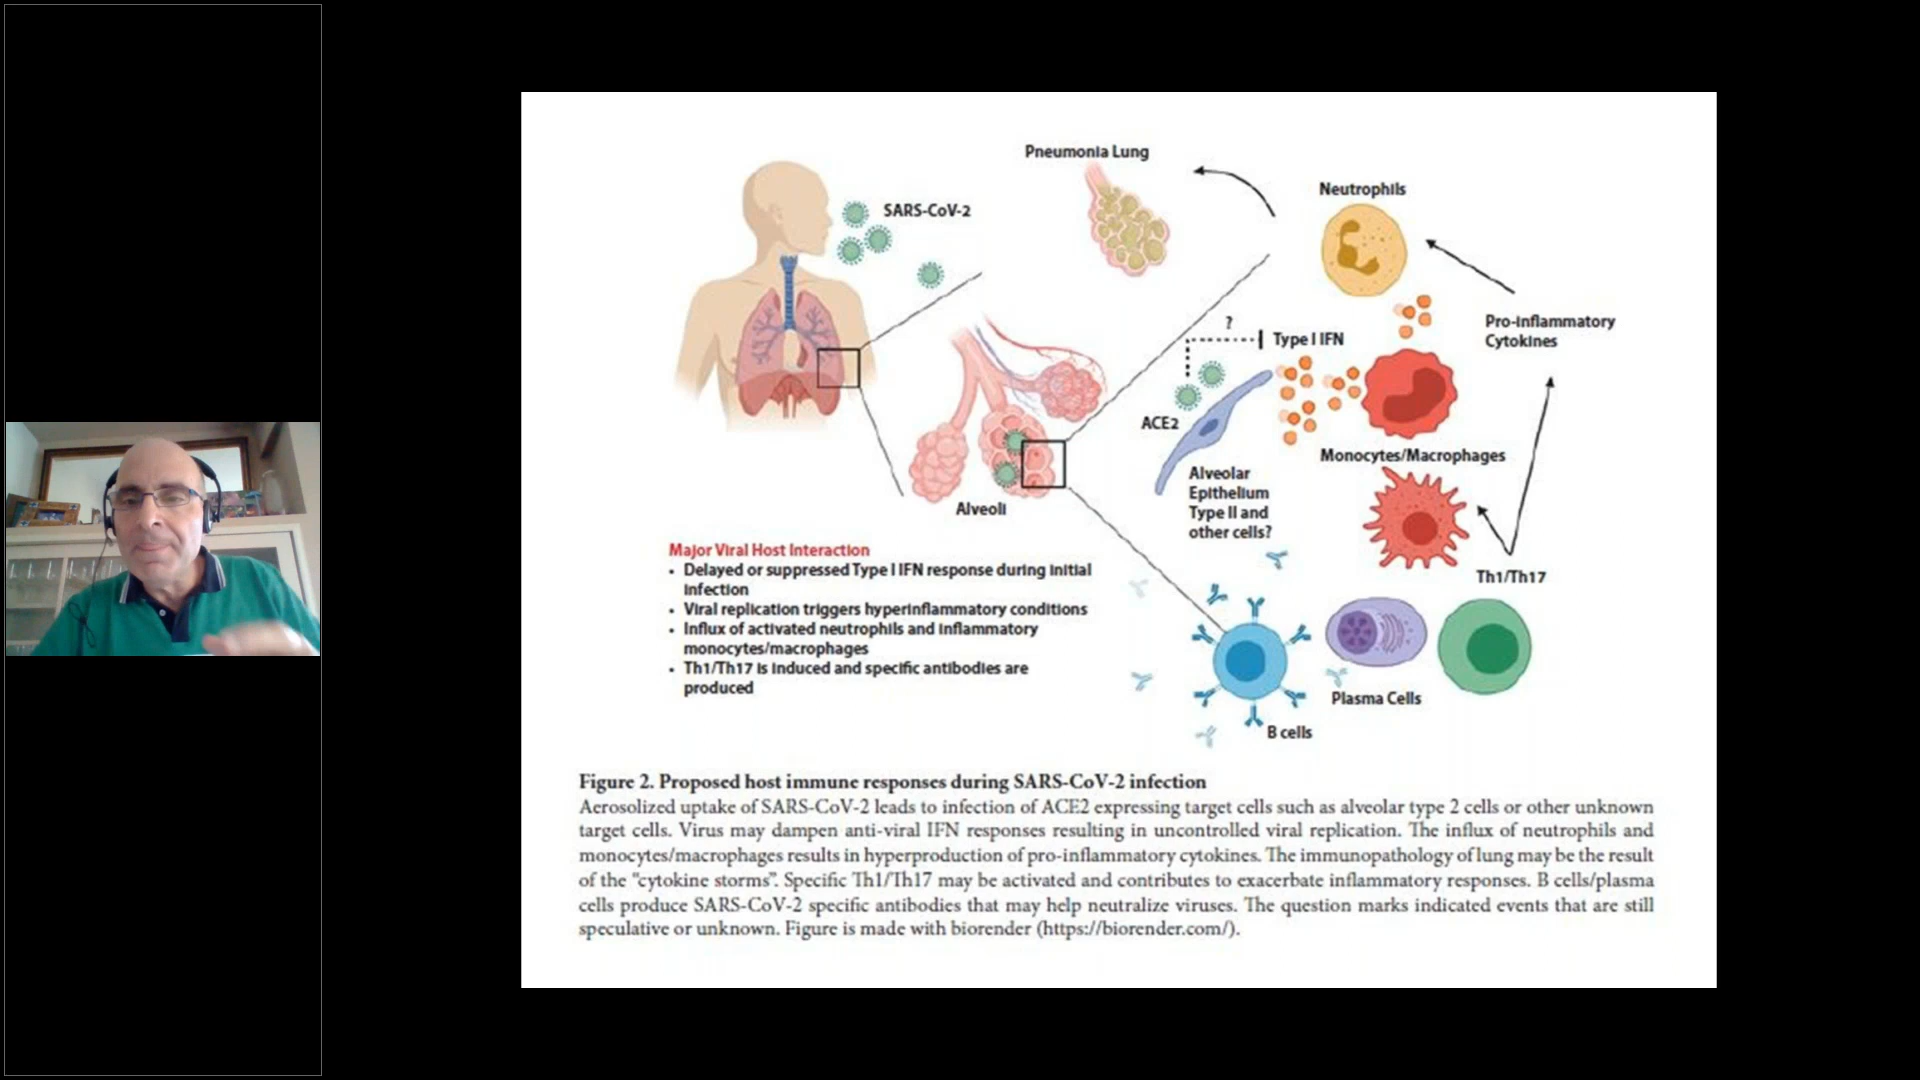 Pneumonia Lung
Neutrophils
SARS-CoV-2
Pro-inflammatory
Cytokines
?
Type I IFN
ACE2
Monocytes/Macrophages
Alveolar
Epithelium
Type II and
other cells?
Alveoli
Th1/Th17
Major Viral Host Interaction
• Delayed or suppressed Type I IFN response during initial
infection
• Viral replication triggers hyperinflammatory conditions
• Influx of activated neutrophils and inflammatory
monocytes/macrophages
• Th1/Th17 is induced and specific antibodies are
produced
Plasma Cells
B cells
Figure 2. Proposed host immune responses during SARS-CoV-2 infection
Aerosolized uptake of SARS-CoV-2 leads to infection of ACE2 expressing target cells such as alveolar type 2 cells or other unknown
target cells. Virus may dampen anti-viral IFN responses resulting in uncontrolled viral replication. The influx of neutrophils and
monocytes/macrophages results in hyperproduction of pro-inflammatory cytokines. The immunopathology of lung may be the result
of the “cytokine storms”. Specific Th1/Th17 may be activated and contributes to exacerbate inflammatory responses. B cells/plasma
cells produce SARS-CoV-2 specific antibodies that may help neutralize viruses. The question marks indicated events that are still
speculative or unknown. Figure is made with biorender (https://biorender.com/).